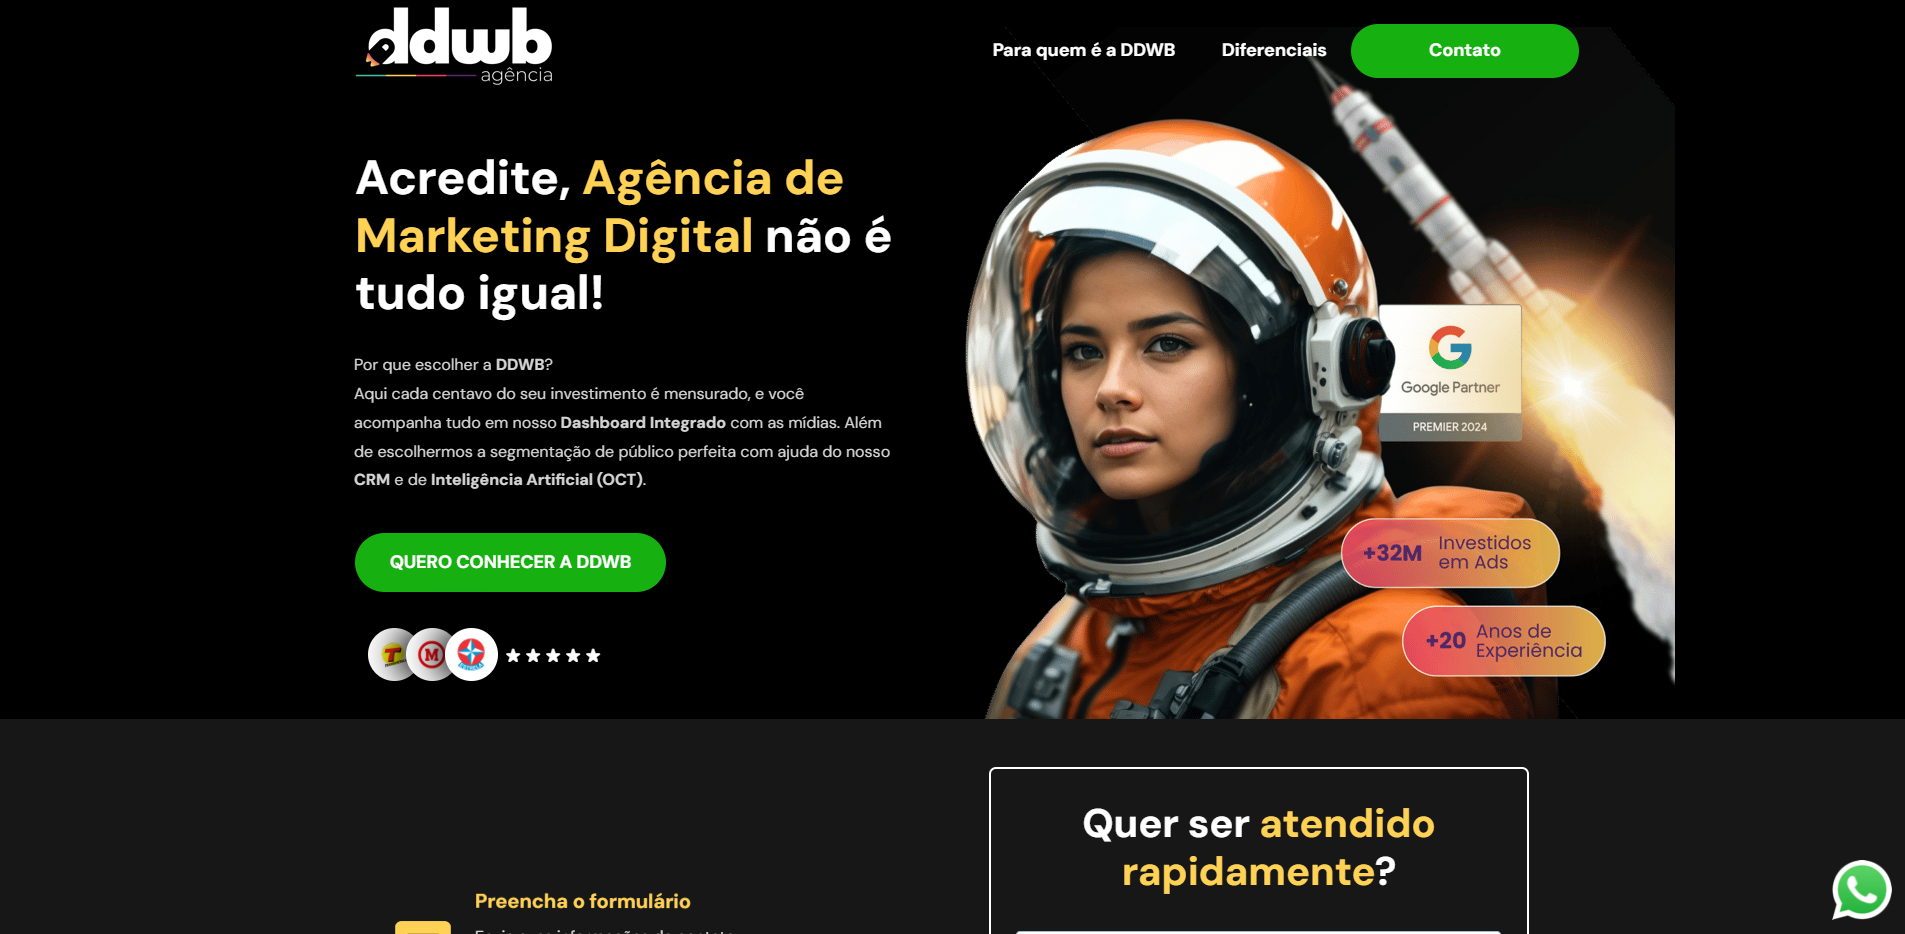 ddwb
agência
Para quem é a DDWB
Diferenciais
Contato
Acredite, Agência de
Marketing Digital não é
tudo igual!
Por que escolher a DDWB?
Aqui cada centavo do seu investimento é mensurado, e você
acompanha tudo em nosso Dashboard Integrado com as mídias. Além
de escolhermos a segmentação de público perfeita com ajuda do nosso
CRM e de Inteligência Artificial (OCT).
QUERO CONHECER A DDWB
T
M
ESTRELA
G
Google Partner
PREMIER 2024
+32M Investidos
em Ads
+20 Anos de
Experiência
Quer ser atendido
rapidamente?
Preencha o formulário